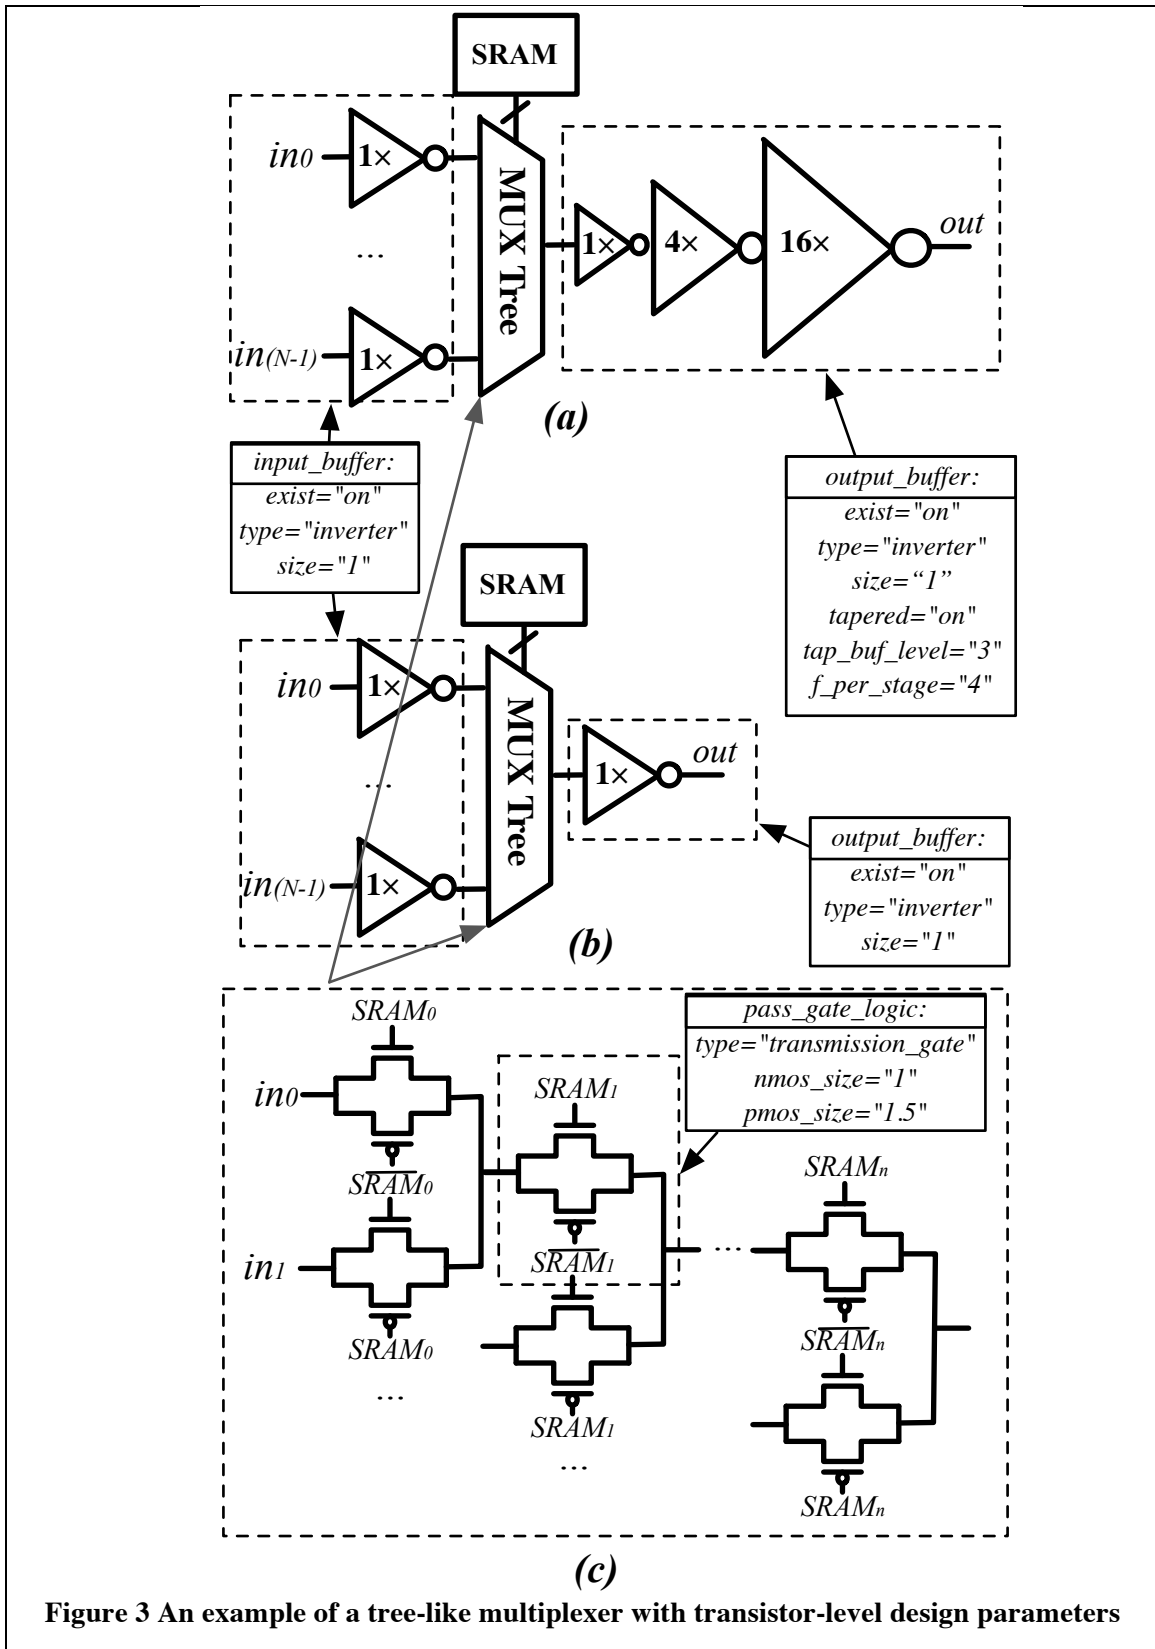 SRAM
in0
1×
MUX Tree
...
1×
4×
16×
out
in(N-1)
1×
(a)
input_buffer:
exist="on"
type="inverter"
size="1"
output_buffer:
exist="on"
type="inverter"
size=“1”
tapered="on"
tap_buf_level="3"
f_per_stage="4"
SRAM
in0
1×
MUX Tree
...
1×
out
in(N-1)
1×
(b)
output_buffer:
exist="on"
type="inverter"
size="1"
pass_gate_logic:
type="transmission_gate"
nmos_size="1"
pmos_size="1.5"
SRAM0
in0
SRAM0
in1
SRAM0
...
SRAM1
SRAM1
SRAM1
...
...
SRAMn
SRAMn
SRAMn
(c)
Figure 3 An example of a tree-like multiplexer with transistor-level design parameters